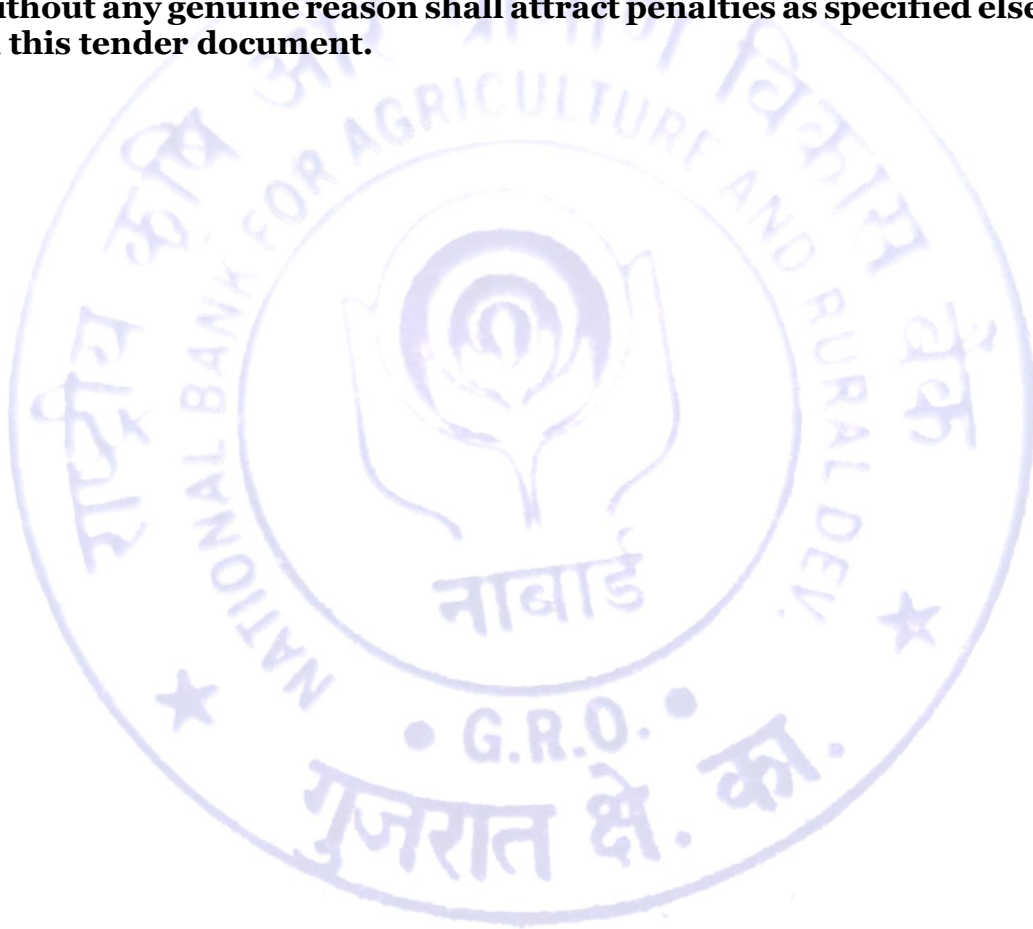 without any genuine reason shall attract penalties as specified else
this tender document.
राष्ट्रीय कृषि और ग्रामीण विकास बैंक
NATIONAL BANK FOR AGRICULTURE AND RURAL DEV.
नाबार्ड
• G.R.O. •
गुजरात क्षे. का.